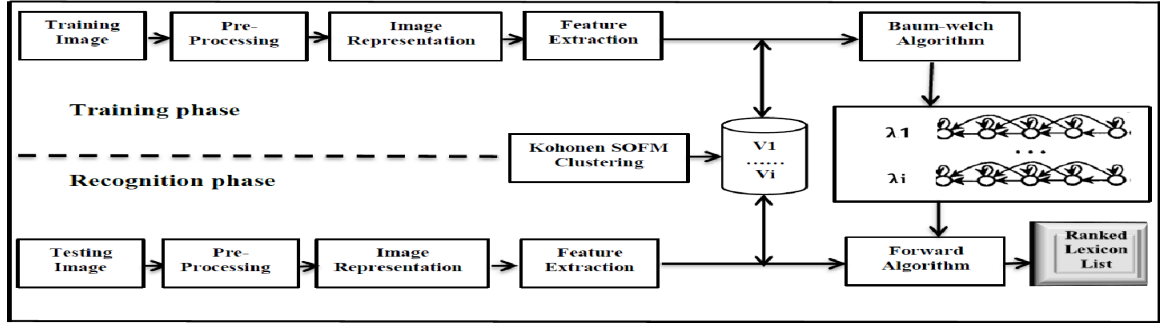 Training
Image
Pre-
Processing
Image
Representation
Feature
Extraction
Baum-welch
Algorithm
Training phase
λ1
...
λi
Kohonen SOFM
Clustering
V1
......
Vi
Recognition phase
Testing
Image
Pre-
Processing
Image
Representation
Feature
Extraction
Forward
Algorithm
Ranked
Lexicon
List